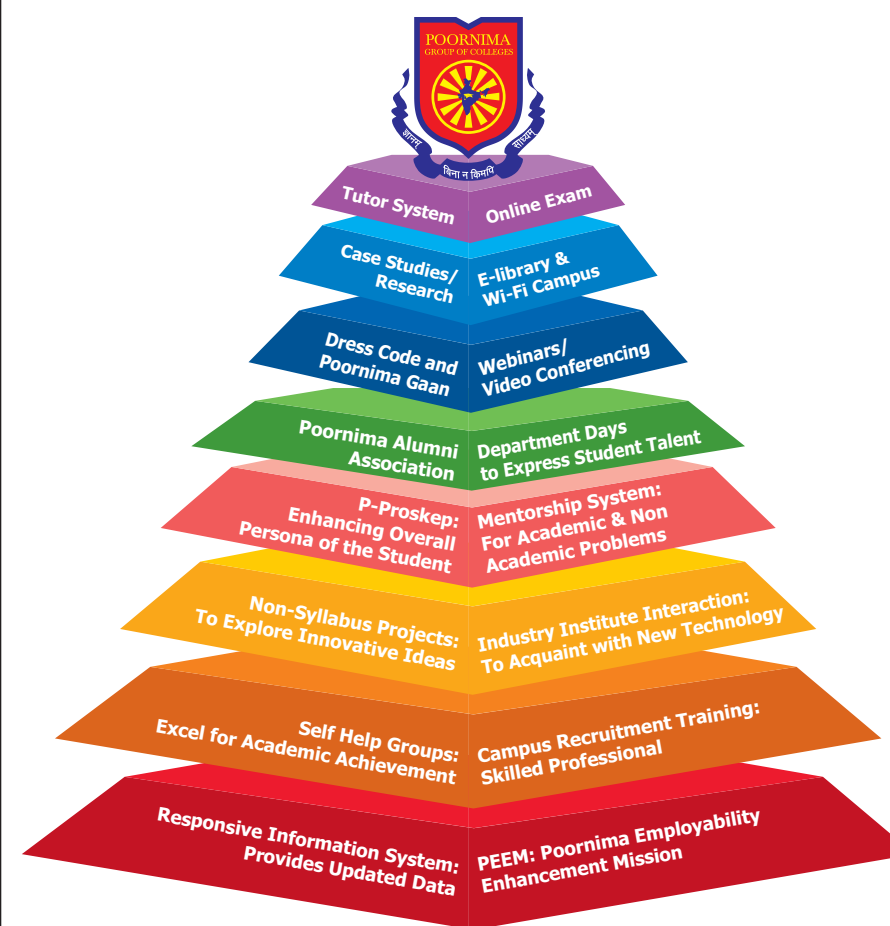 POORNIMA
GROUP OF COLLEGES
ज्ञानम्
बिना न किमपि
साध्यम्
Tutor System
Online Exam
Case Studies/
Research
E-library &
Wi-Fi Campus
Dress Code and
Poornima Gaan
Webinars/
Video Conferencing
Poornima Alumni
Association
Department Days
to Express Student Talent
P-Proskep:
Enhancing Overall
Persona of the Student
Mentorship System:
For Academic & Non
Academic Problems
Non-Syllabus Projects:
To Explore Innovative Ideas
Industry Institute Interaction:
To Acquaint with New Technology
Self Help Groups:
Excel for Academic Achievement
Campus Recruitment Training:
Skilled Professional
Responsive Information System:
Provides Updated Data
PEEM: Poornima Employability
Enhancement Mission